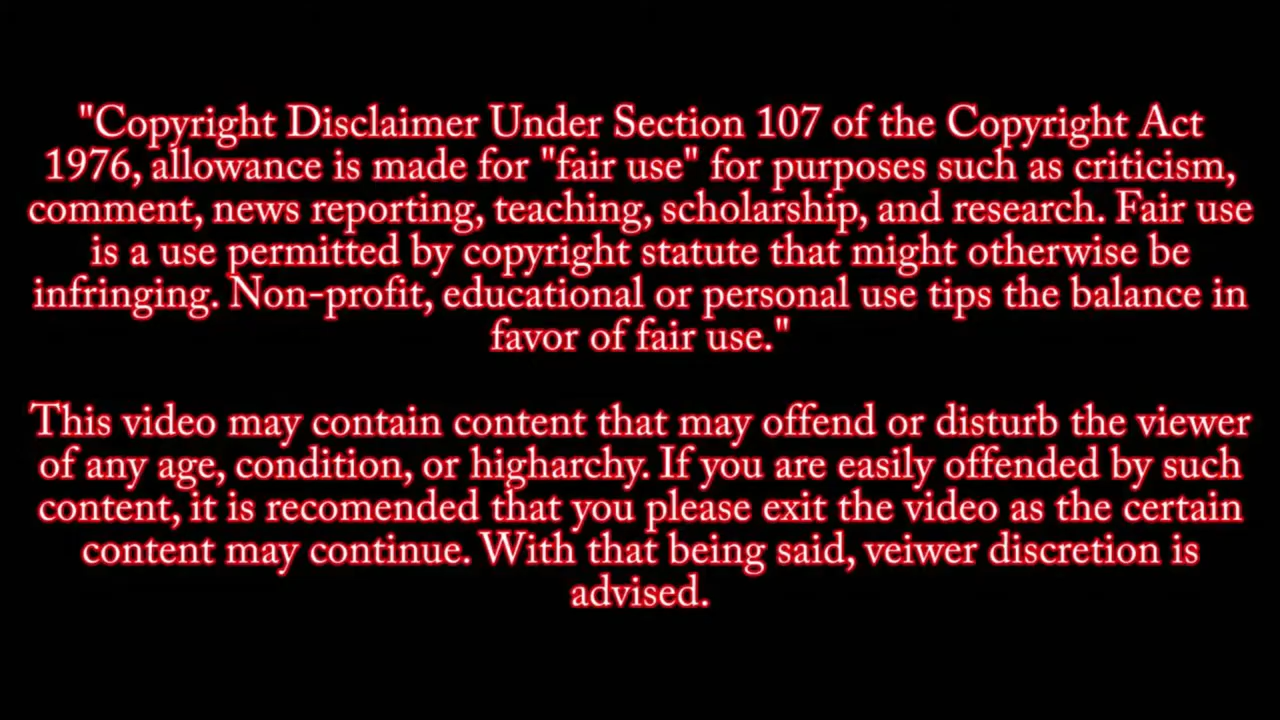 "Copyright Disclaimer Under Section 107 of the Copyright Act
1976, allowance is made for "fair use" for purposes such as criticism,
comment, news reporting, teaching, scholarship, and research. Fair use
is a use permitted by copyright statute that might otherwise be
infringing. Non-profit, educational or personal use tips the balance in
favor of fair use."
This video may contain content that may offend or disturb the viewer
of any age, condition, or higharchy. If you are easily offended by such
content, it is recomended that you please exit the video as the certain
content may continue. With that being said, veiwer discretion is
advised.